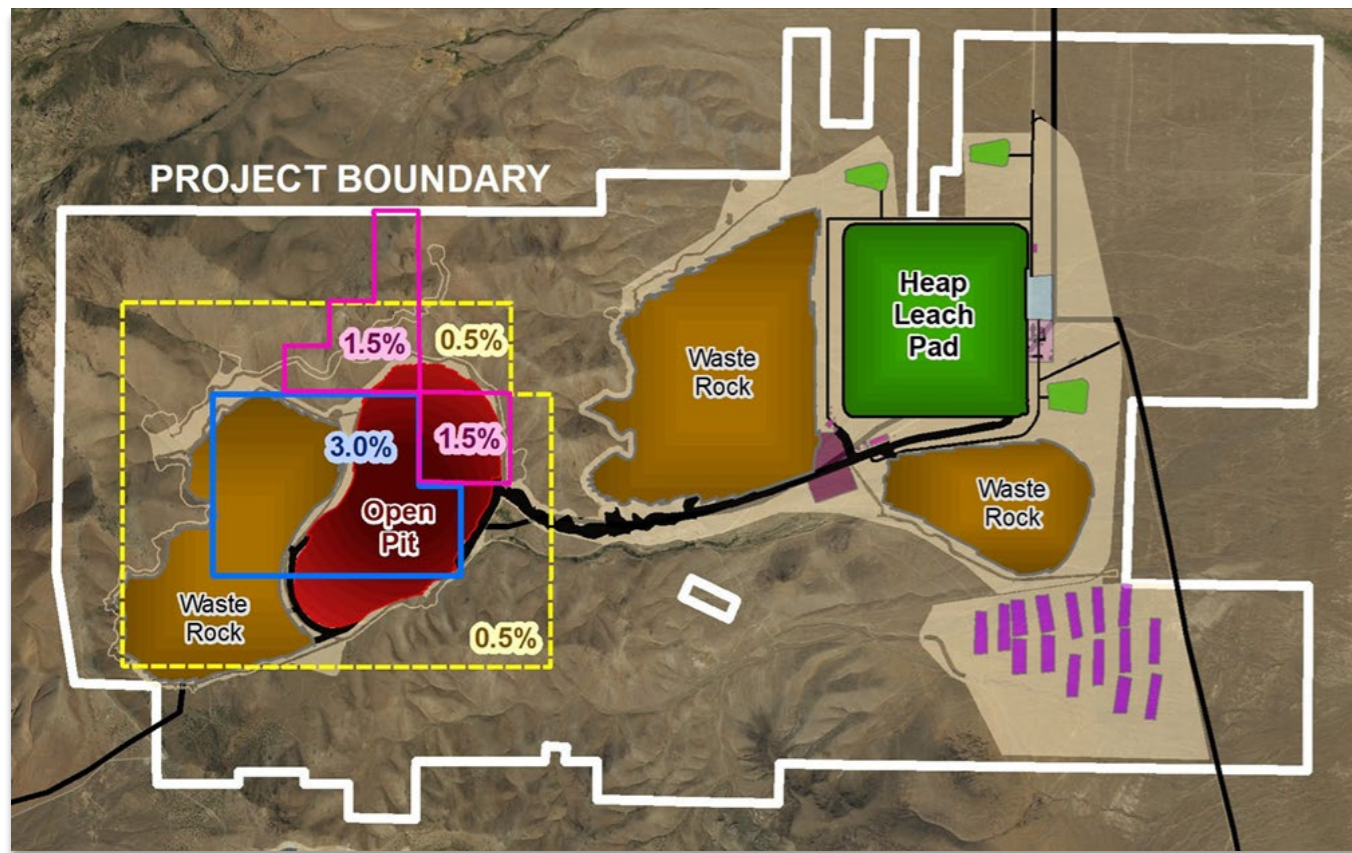 PROJECT BOUNDARY
Heap
Leach
Pad
1.5%
0.5%
Waste
Rock
3.0%
1.5%
Open
Pit
Waste
Rock
Waste
Rock
0.5%